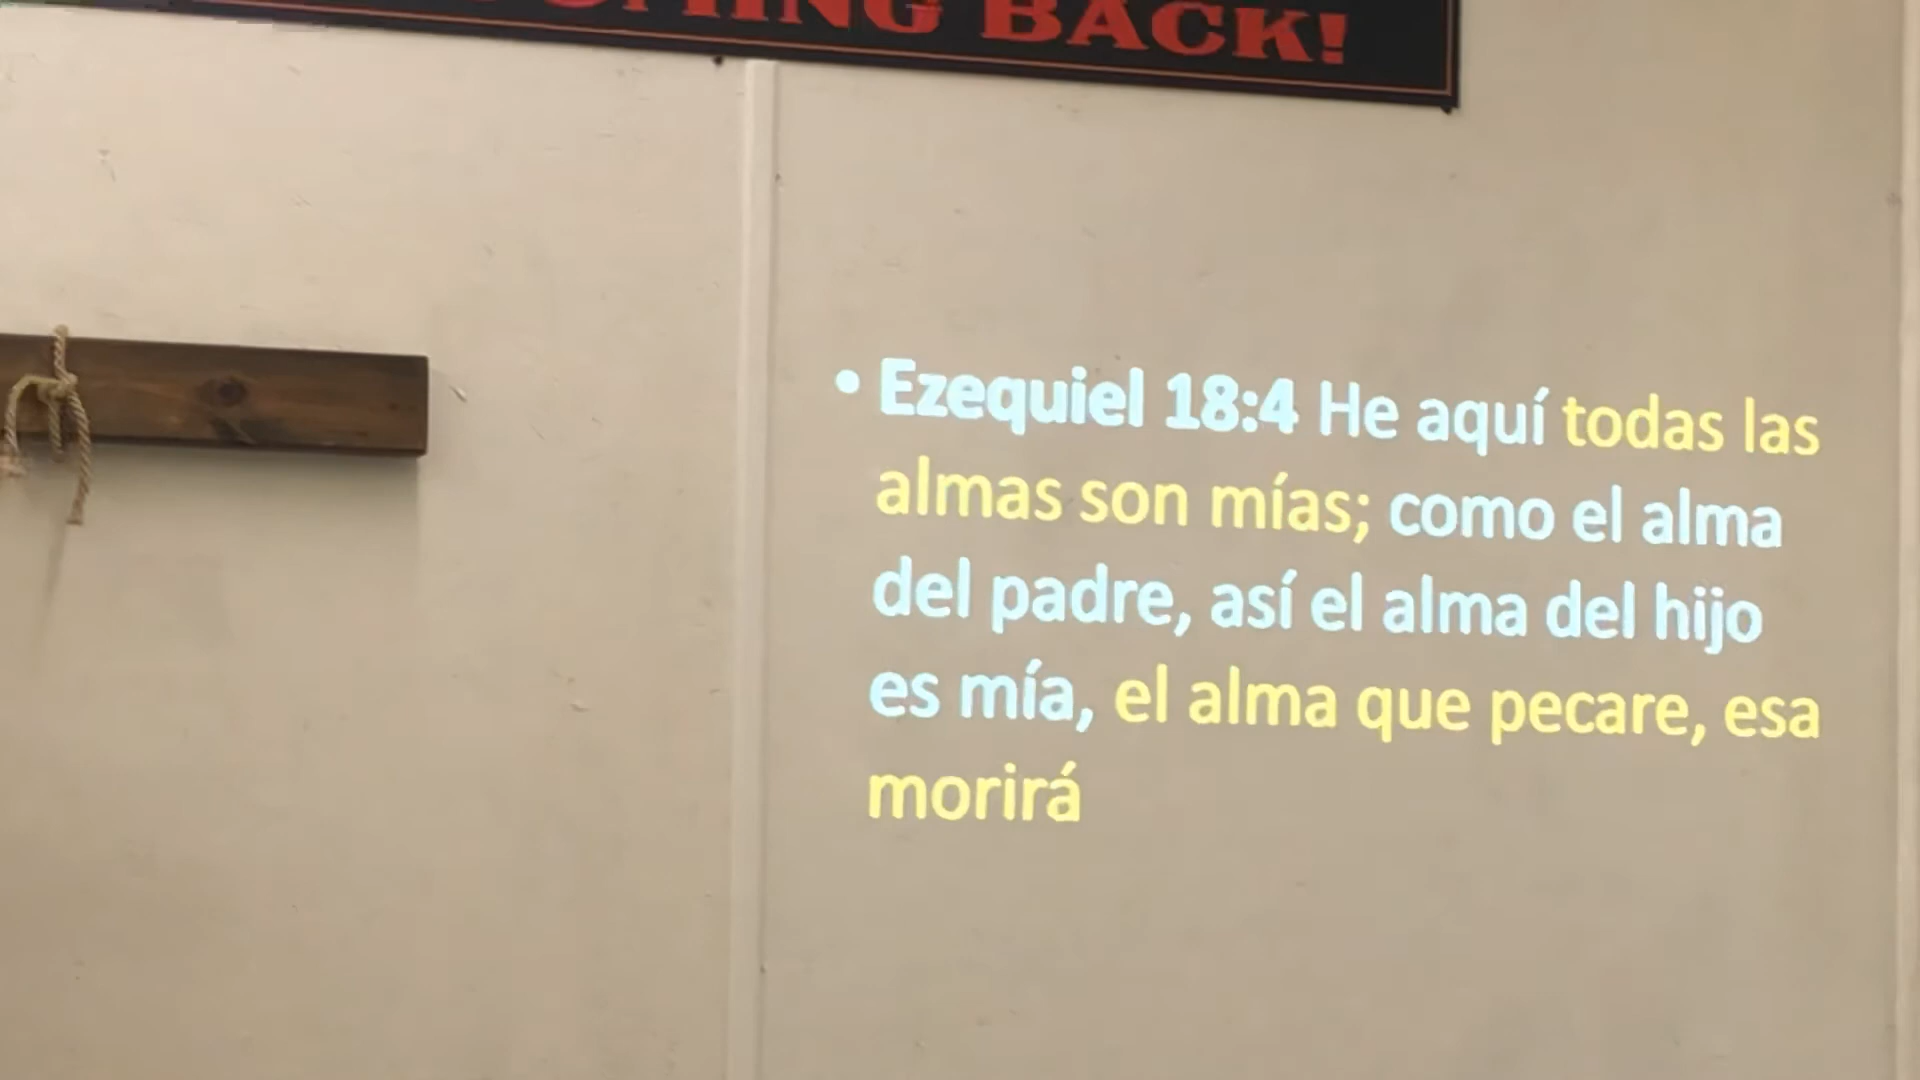 BACK!
• Ezequiel 18:4 He aquí todas las
almas son mías; como el alma
del padre, así el alma del hijo
es mía, el alma que pecare, esa
morirá